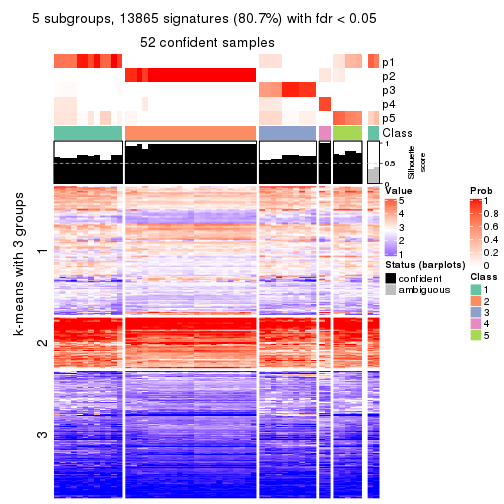 5 subgroups, 13865 signatures (80.7%) with fdr < 0.05
52 confident samples
p1
p2
p3
p4
p5
Class
1
0.5
0
Silhouette
score
k-means with 3 groups
1
2
3
Value
5
4
3
2
1
Status (barplots)
confident
ambiguous
Prob
1
0.8
0.6
0.4
0.2
0
Class
1
2
3
4
5